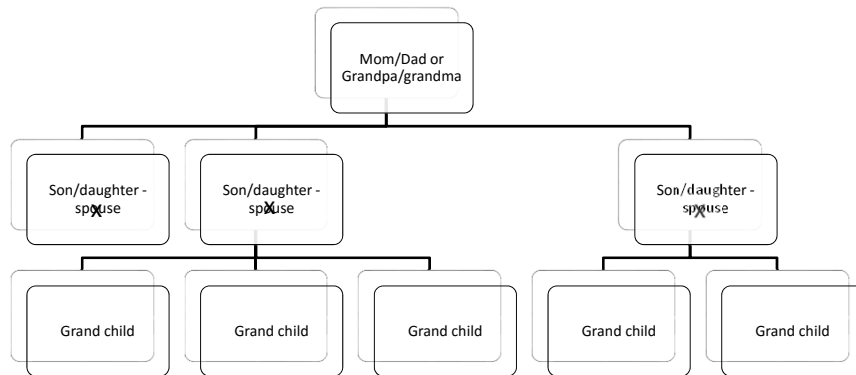 Mom/Dad or
Grandpa/grandma
Son/daughter -
spouse
X
Son/daughter -
spouse
X
Son/daughter -
spouse
X
Grand child
Grand child
Grand child
Grand child
Grand child